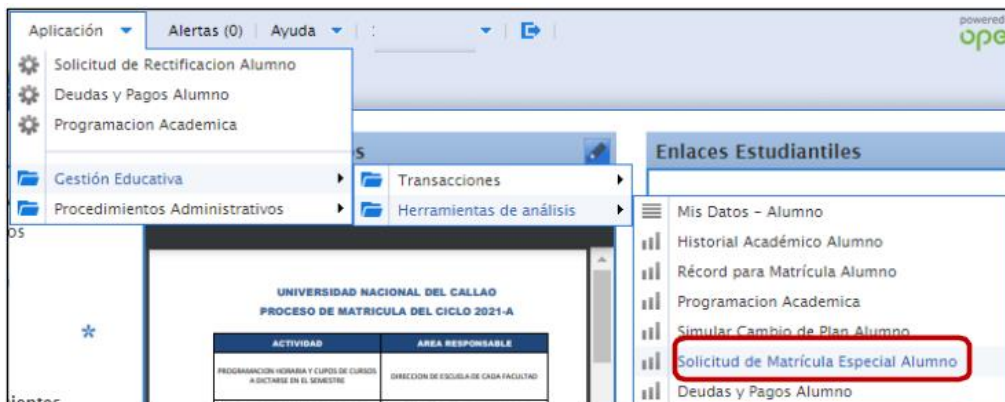 Aplicación
Alertas (0)
Ayuda
:
powered
ope
Solicitud de Rectificacion Alumno
Deudas y Pagos Alumno
Programacion Academica
Gestión Educativa
Procedimientos Administrativos
os
s
Transacciones
Herramientas de análisis
Enlaces Estudiantiles
Mis Datos - Alumno
Historial Académico Alumno
Récord para Matrícula Alumno
Programacion Academica
Simular Cambio de Plan Alumno
Solicitud de Matrícula Especial Alumno
Deudas y Pagos Alumno
UNIVERSIDAD NACIONAL DEL CALLAO
PROCESO DE MATRICULA DEL CICLO 2021-A
ACTIVIDAD
AREA RESPONSABLE
PROGRAMACION HORARIA Y CUPOS DE CURSOS
A DICTARSE EN EL SEMESTRE
DIRECCION DE ESCUELA DE CADA FACULTAD
*